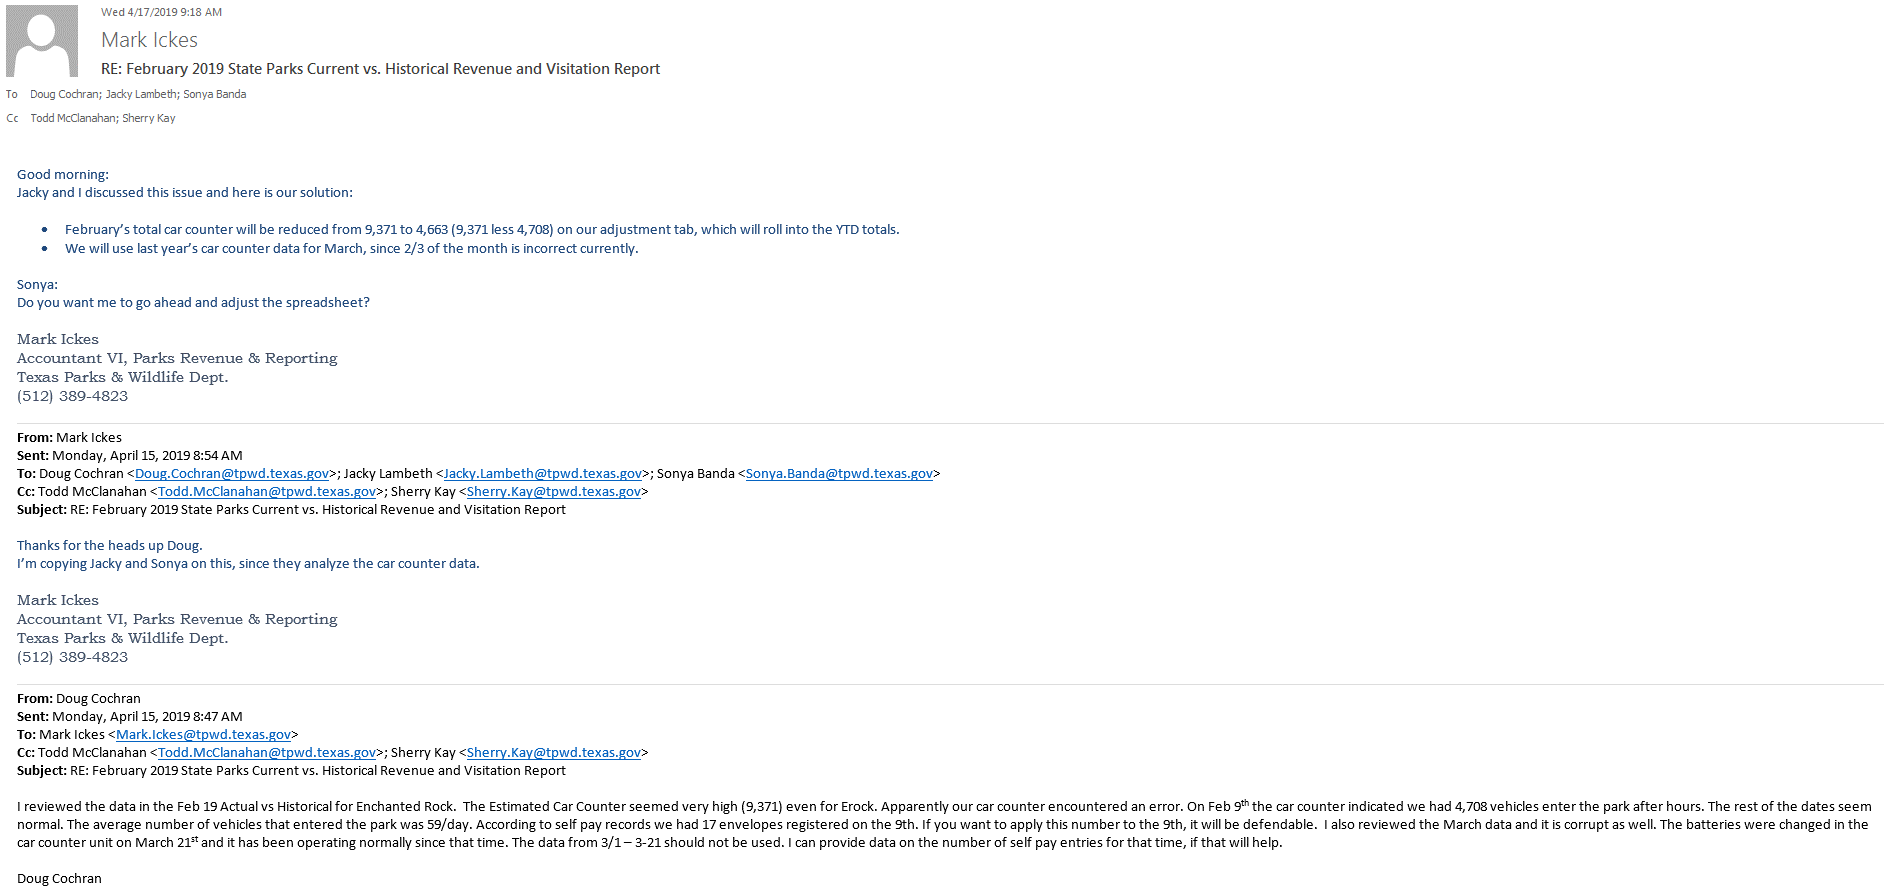 Wed 4/17/2019 9:18 AM
Mark Ickes
RE: February 2019 State Parks Current vs. Historical Revenue and Visitation Report
To Doug Cochran; Jacky Lambeth; Sonya Banda
Cc Todd McClanahan; Sherry Kay
Good morning:
Jacky and I discussed this issue and here is our solution:
• February’s total car counter will be reduced from 9,371 to 4,663 (9,371 less 4,708) on our adjustment tab, which will roll into the YTD totals.
• We will use last year’s car counter data for March, since 2/3 of the month is incorrect currently.
Sonya:
Do you want me to go ahead and adjust the spreadsheet?
Mark Ickes
Accountant VI, Parks Revenue & Reporting
Texas Parks & Wildlife Dept.
(512) 389-4823
From: Mark Ickes
Sent: Monday, April 15, 2019 8:54 AM
To: Doug Cochran <Doug.Cochran@tpwd.texas.gov>; Jacky Lambeth <Jacky.Lambeth@tpwd.texas.gov>; Sonya Banda <Sonya.Banda@tpwd.texas.gov>
Cc: Todd McClanahan <Todd.McClanahan@tpwd.texas.gov>; Sherry Kay <Sherry.Kay@tpwd.texas.gov>
Subject: RE: February 2019 State Parks Current vs. Historical Revenue and Visitation Report
Thanks for the heads up Doug.
I’m copying Jacky and Sonya on this, since they analyze the car counter data.
Mark Ickes
Accountant VI, Parks Revenue & Reporting
Texas Parks & Wildlife Dept.
(512) 389-4823
From: Doug Cochran
Sent: Monday, April 15, 2019 8:47 AM
To: Mark Ickes <Mark.Ickes@tpwd.texas.gov>
Cc: Todd McClanahan <Todd.McClanahan@tpwd.texas.gov>; Sherry Kay <Sherry.Kay@tpwd.texas.gov>
Subject: RE: February 2019 State Parks Current vs. Historical Revenue and Visitation Report
I reviewed the data in the Feb 19 Actual vs Historical for Enchanted Rock.  The Estimated Car Counter seemed very high (9,371) even for Erock. Apparently our car counter encountered an error. On Feb 9th the car counter indicated we had 4,708 vehicles enter the park after hours. The rest of the dates seem
normal. The average number of vehicles that entered the park was 59/day. According to self pay records we had 17 envelopes registered on the 9th. If you want to apply this number to the 9th, it will be defendable.  I also reviewed the March data and it is corrupt as well. The batteries were changed in the
car counter unit on March 21st and it has been operating normally since that time. The data from 3/1 – 3-21 should not be used. I can provide data on the number of self pay entries for that time, if that will help.
Doug Cochran